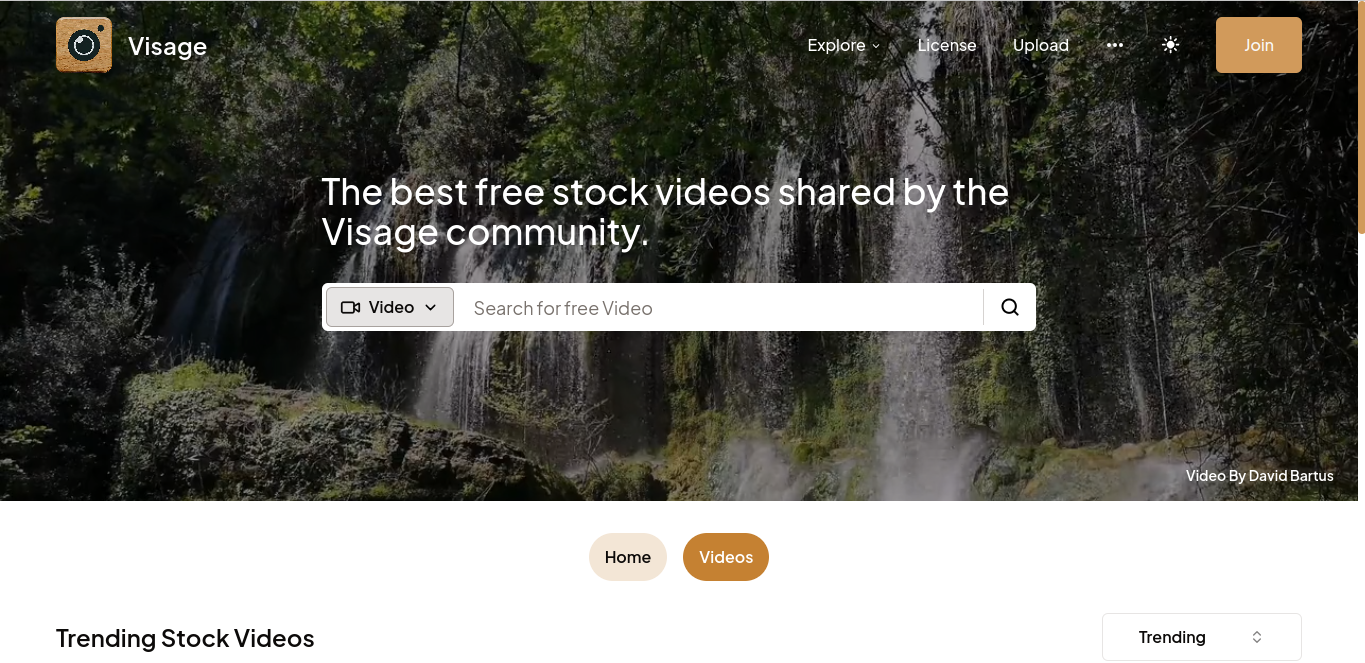 Visage
Explore
License
Upload
Join
The best free stock videos shared by the
Visage community.
Video
Search for free Video
Video By David Bartus
Home
Videos
Trending Stock Videos
Trending